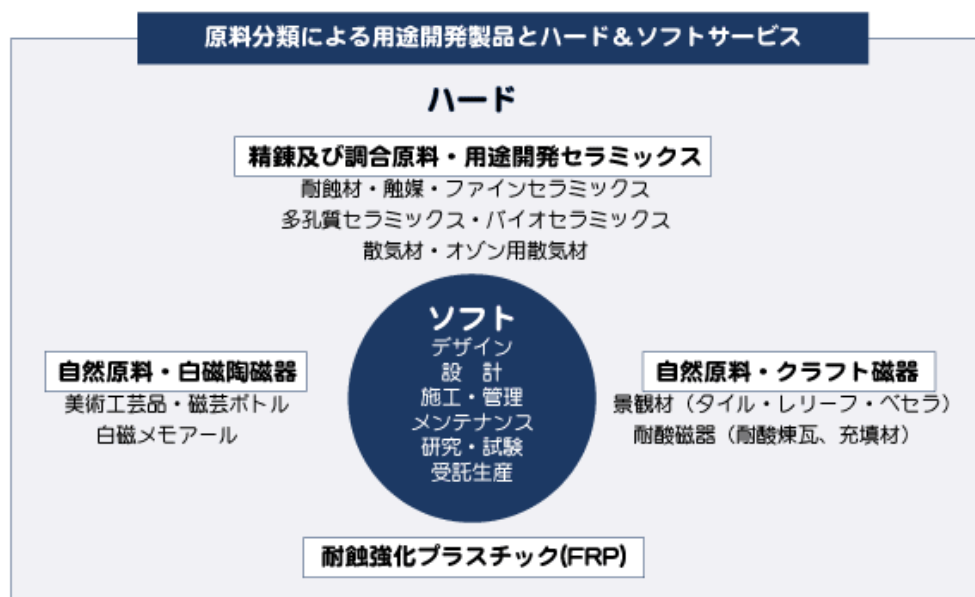 原料分類による用途開発製品とハード＆ソフトサービス
ハード
精錬及び調合原料・用途開発セラミックス
耐蝕材・触媒・ファインセラミックス
多孔質セラミックス・バイオセラミックス
散気材・オゾン用散気材
ソフト
デザイン
設　計
施工・管理
メンテナンス
研究・試験
受託生産
自然原料・白磁陶磁器
美術工芸品・磁芸ボトル
白磁メモアール
自然原料・クラフト磁器
景観材（タイル・レリーフ・ベセラ）
耐酸磁器（耐酸煉瓦、充填材）
耐蝕強化プラスチック(FRP)